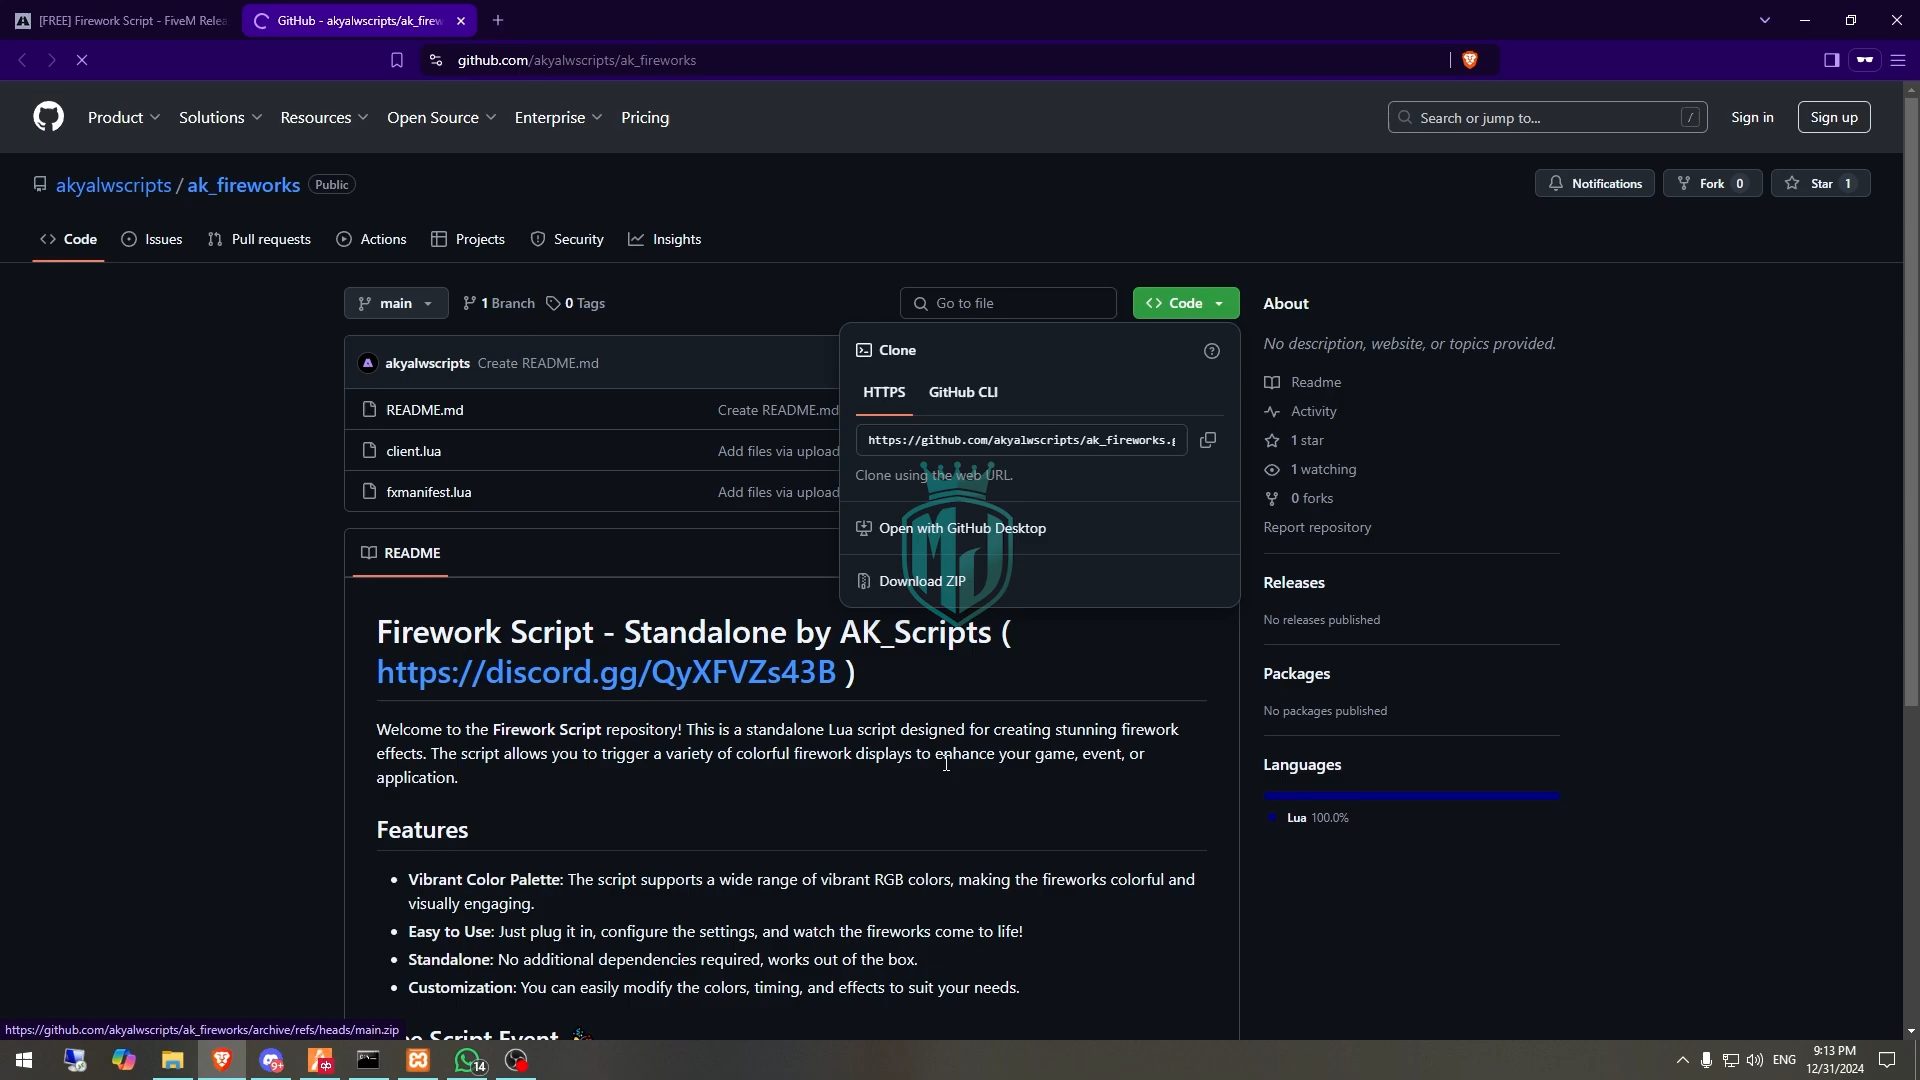 [FREE] Firework Script - FiveM Relea
GitHub - akyalwscripts/ak_firew
github.com/akyalwscripts/ak_fireworks
Product
Solutions
Resources
Open Source
Enterprise
Pricing
Search or jump to...
/
Sign in
Sign up
akyalwscripts / ak_fireworks
Public
Notifications
Fork 0
Star 1
Code
Issues
Pull requests
Actions
Projects
Security
Insights
main
1 Branch
0 Tags
Go to file
Code
akyalwscripts Create README.md
README.md
Create README.md
client.lua
Add files via upload
fxmanifest.lua
Add files via upload
Clone
HTTPS
GitHub CLI
https://github.com/akyalwscripts/ak_fireworks.g
Clone using the web URL.
Open with GitHub Desktop
Download ZIP
README
Firework Script - Standalone by AK_Scripts (
https://discord.gg/QyXFVZs43B )
Welcome to the Firework Script repository! This is a standalone Lua script designed for creating stunning firework
effects. The script allows you to trigger a variety of colorful firework displays to enhance your game, event, or
application.
Features
• Vibrant Color Palette: The script supports a wide range of vibrant RGB colors, making the fireworks colorful and
visually engaging.
• Easy to Use: Just plug it in, configure the settings, and watch the fireworks come to life!
• Standalone: No additional dependencies required, works out of the box.
• Customization: You can easily modify the colors, timing, and effects to suit your needs.
Script Event
About
No description, website, or topics provided.
Readme
Activity
1 star
1 watching
0 forks
Report repository
Releases
No releases published
Packages
No packages published
Languages
Lua 100.0%
https://github.com/akyalwscripts/ak_fireworks/archive/refs/heads/main.zip
9+
14
ENG
9:13 PM
12/31/2024